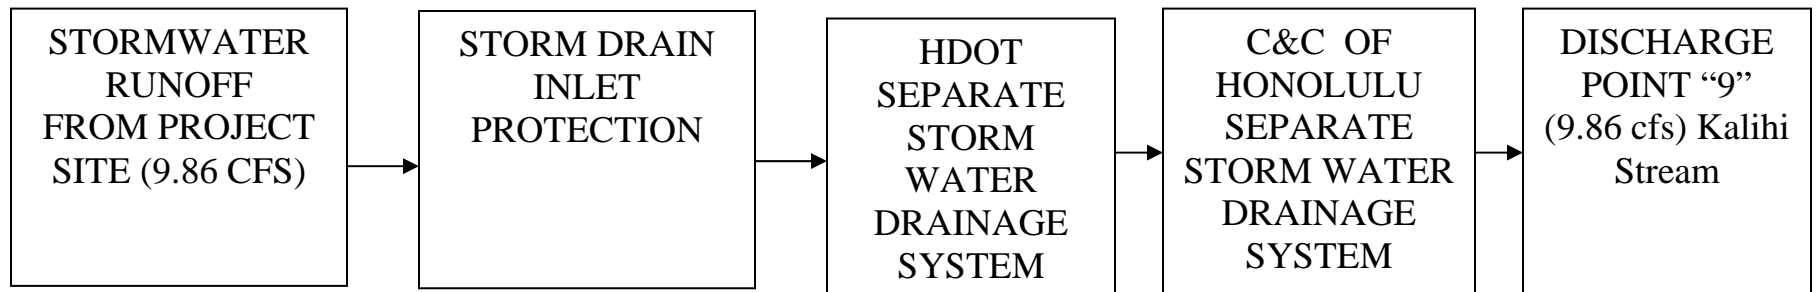 STORMWATER
RUNOFF
FROM PROJECT
SITE (9.86 CFS)
STORM DRAIN
INLET
PROTECTION
HDOT
SEPARATE
STORM
WATER
DRAINAGE
SYSTEM
C&C OF
HONOLULU
SEPARATE
STORM WATER
DRAINAGE
SYSTEM
DISCHARGE
POINT “9”
(9.86 cfs) Kalihi
Stream